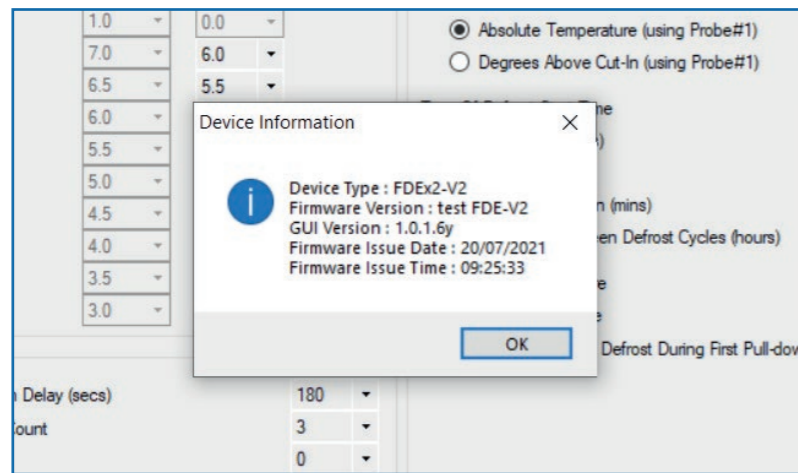 1.0
0.0
7.0
6.0
6.5
5.5
6.0
5.5
5.0
4.5
4.0
3.5
3.0
Absolute Temperature (using Probe#1)
Degrees Above Cut-In (using Probe#1)
Device Information
Device Type : FDEx2-V2
Firmware Version : test FDE-V2
GUI Version : 1.0.1.6y
Firmware Issue Date : 20/07/2021
Firmware Issue Time : 09:25:33
OK
(mins)
Defrost Cycles (hours)
Defrost During First Pull-dow
Delay (secs)
180
ount
3
0